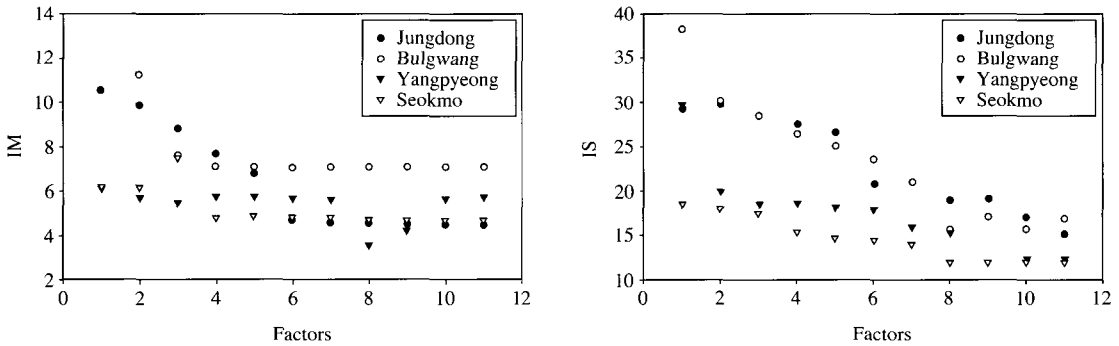 14
12
10
8
6
4
2
IM
0 2 4 6 8 10 12
Factors
Jungdong
Bulgwang
Yangpyeong
Seokmo
40
35
30
25
20
15
10
IS
0 2 4 6 8 10 12
Factors
Jungdong
Bulgwang
Yangpyeong
Seokmo